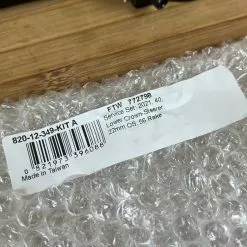 FTW 772798
Service Set: 2021, 40,
Lower Crown-Steerer
22mm OS, 56 Rake
820-12-349-KIT A
Made in Taiwan